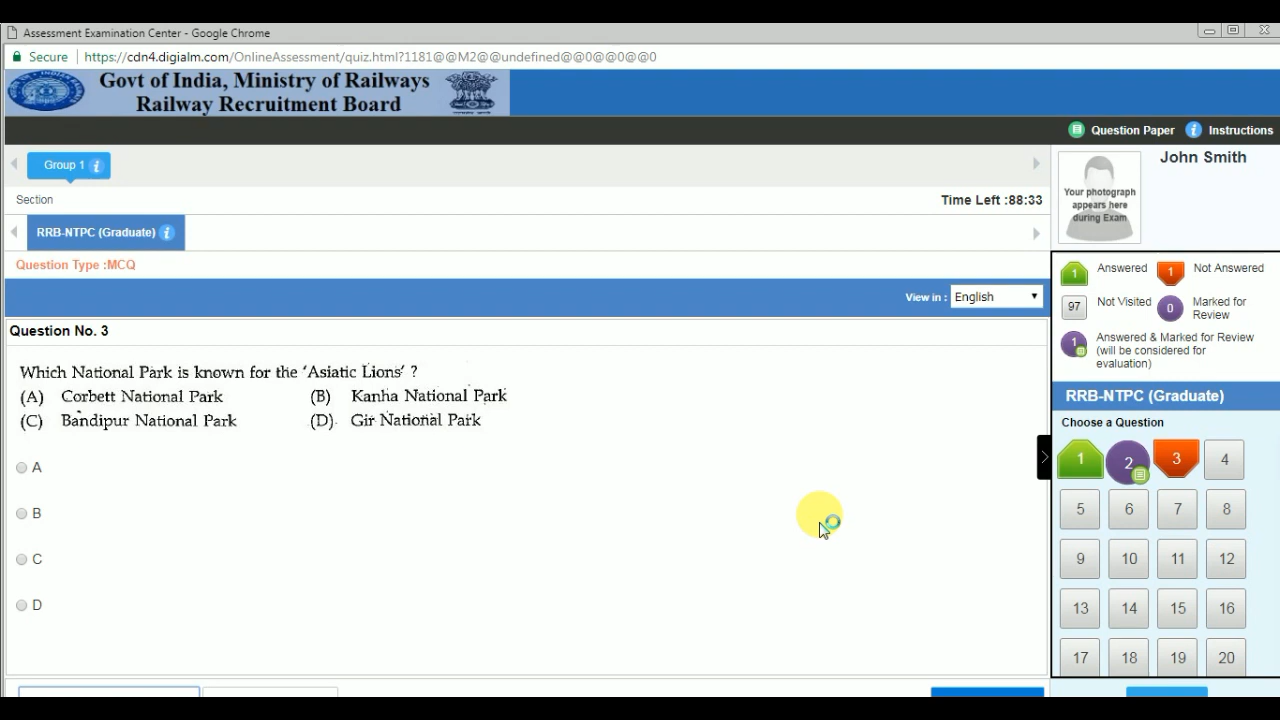 Assessment Examination Center - Google Chrome
Secure https://cdn4.digialm.com/OnlineAssessment/quiz.html?1181@@M2@@undefined@@0@@0@@0
Govt of India, Ministry of Railways
Railway Recruitment Board
Question Paper Instructions
Group 1
John Smith
Your photograph
appears here
during Exam
Section
Time Left :88:33
RRB-NTPC (Graduate)
Question Type :MCQ
View in : English
Question No. 3
Which National Park is known for the 'Asiatic Lions' ?
(A) Corbett National Park (B) Kanha National Park
(C) Bandipur National Park (D) Gir National Park
A
B
C
D
1 Answered 1 Not Answered
97 Not Visited 0 Marked for
Review
1 Answered & Marked for Review
(will be considered for
evaluation)
RRB-NTPC (Graduate)
Choose a Question
1 2 3 4
5 6 7 8
9 10 11 12
13 14 15 16
17 18 19 20